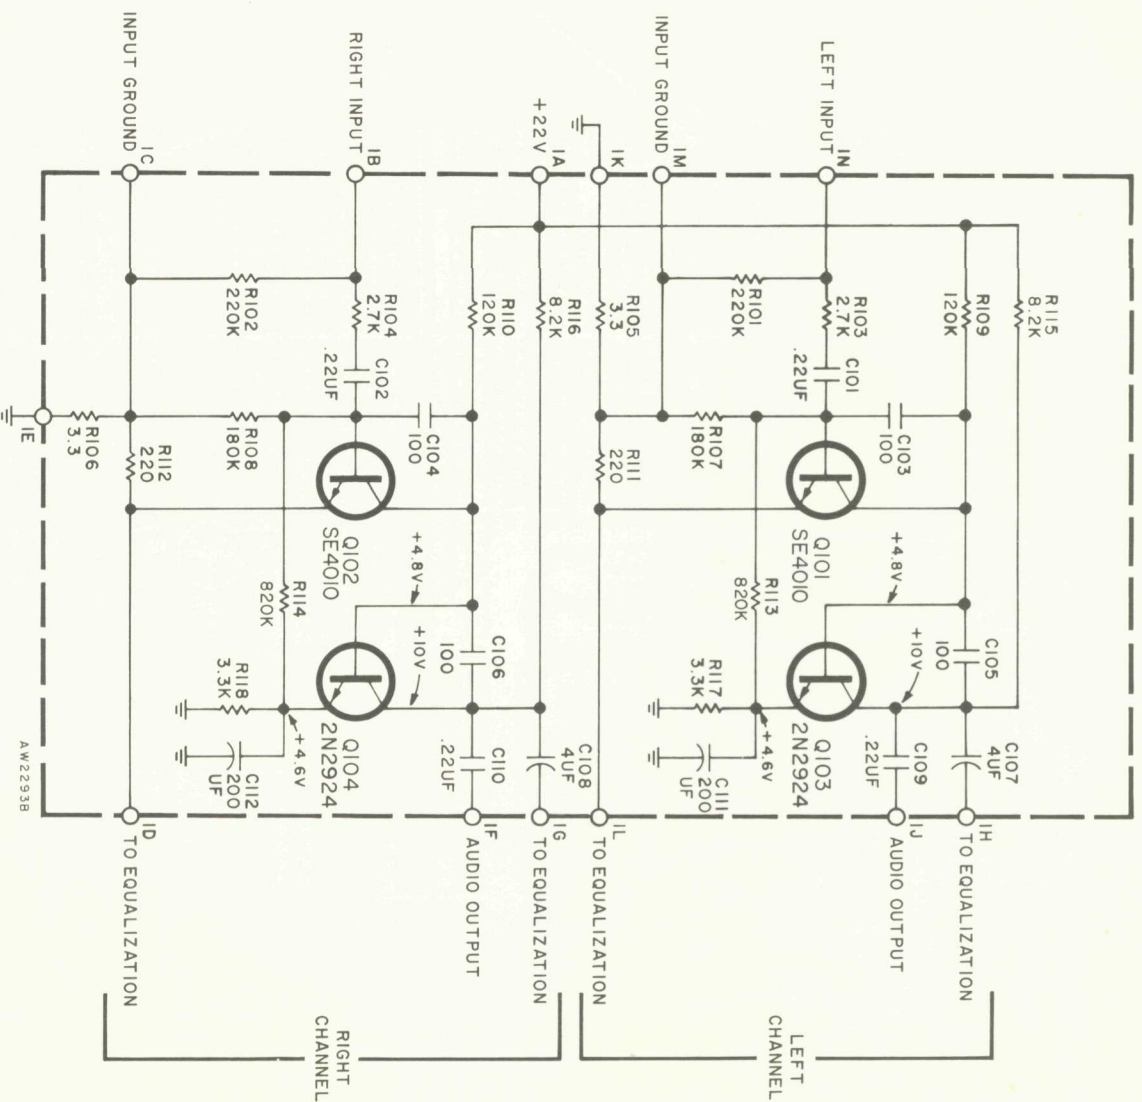 INPUT GROUND
1C
RIGHT INPUT
1B
+22V
1A
1K
INPUT GROUND
1M
LEFT INPUT
1N
R102
220K
R104
2.7K
R110
120K
R116
8.2K
R105
3.3
R101
220K
R103
2.7K
R109
120K
R115
8.2K
C102
.22UF
C101
.22UF
1E
R106
3.3
R112
220
R108
180K
C104
100
R111
220
R107
180K
C103
100
Q102
SE4010
Q101
SE4010
+4.8V
+4.8V
R114
820K
R113
820K
+10V
C106
100
+10V
C105
100
R118
3.3K
R117
3.3K
+4.6V
Q104
2N2924
+4.6V
Q103
2N2924
C112
200
UF
C110
.22UF
C108
4UF
C111
200
UF
C109
.22UF
C107
4UF
AW2293B
1D
1F
1G
1L
1J
1H
TO EQUALIZATION
AUDIO OUTPUT
TO EQUALIZATION
TO EQUALIZATION
AUDIO OUTPUT
TO EQUALIZATION
RIGHT
CHANNEL
LEFT
CHANNEL